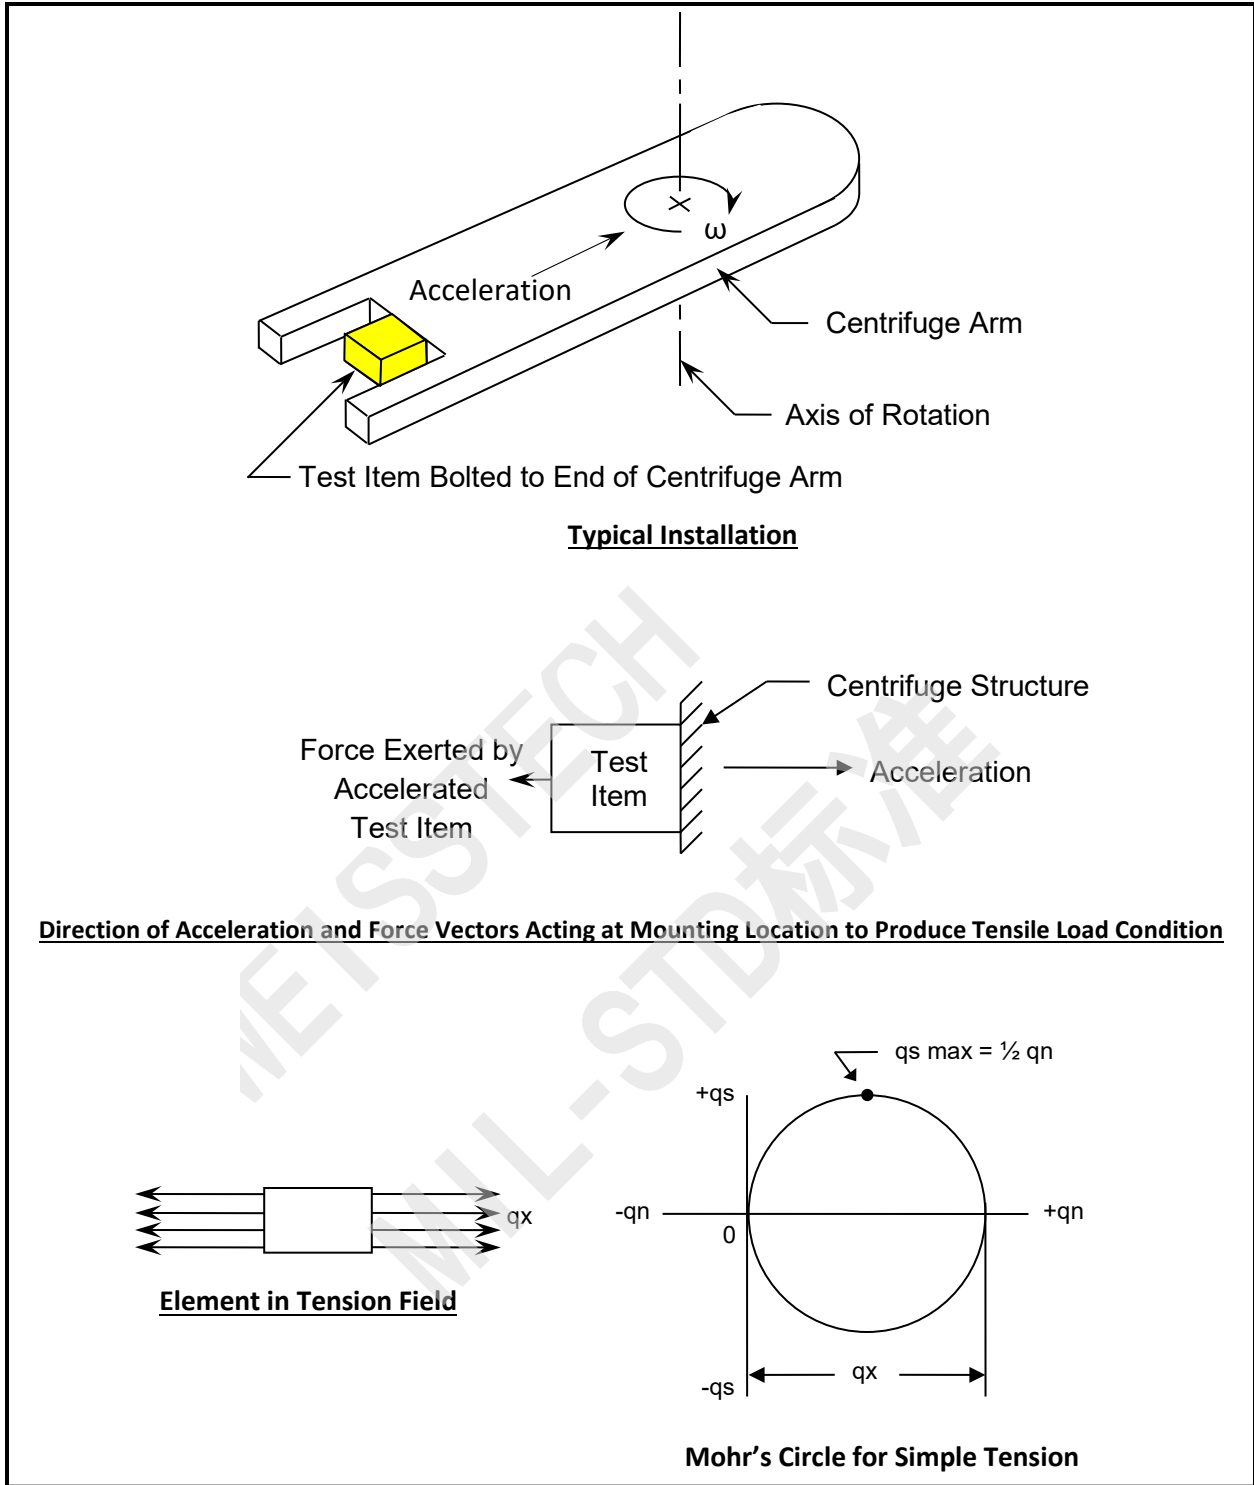 ω
Acceleration
Centrifuge Arm
Axis of Rotation
Test Item Bolted to End of Centrifuge Arm
Typical Installation
Centrifuge Structure
Force Exerted by
Accelerated
Test Item
Test
Item
Acceleration
Direction of Acceleration and Force Vectors Acting at Mounting Location to Produce Tensile Load Condition
WEISSTECH
MIL-STD标准
qs max = ½ qn
+qs
qx
-qn
0
+qn
Element in Tension Field
-qs
qx
Mohr's Circle for Simple Tension